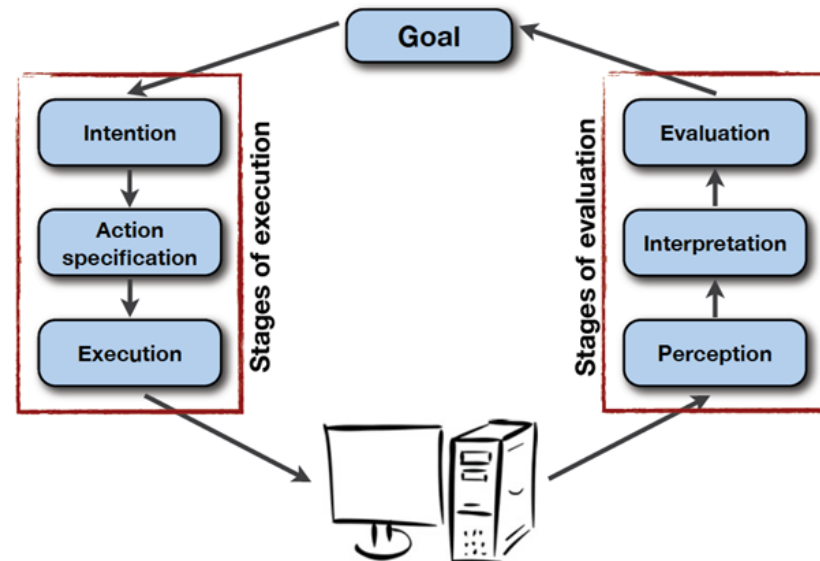 Goal
Intention
Action
specification
Execution
Stages of execution
Stages of evaluation
Evaluation
Interpretation
Perception